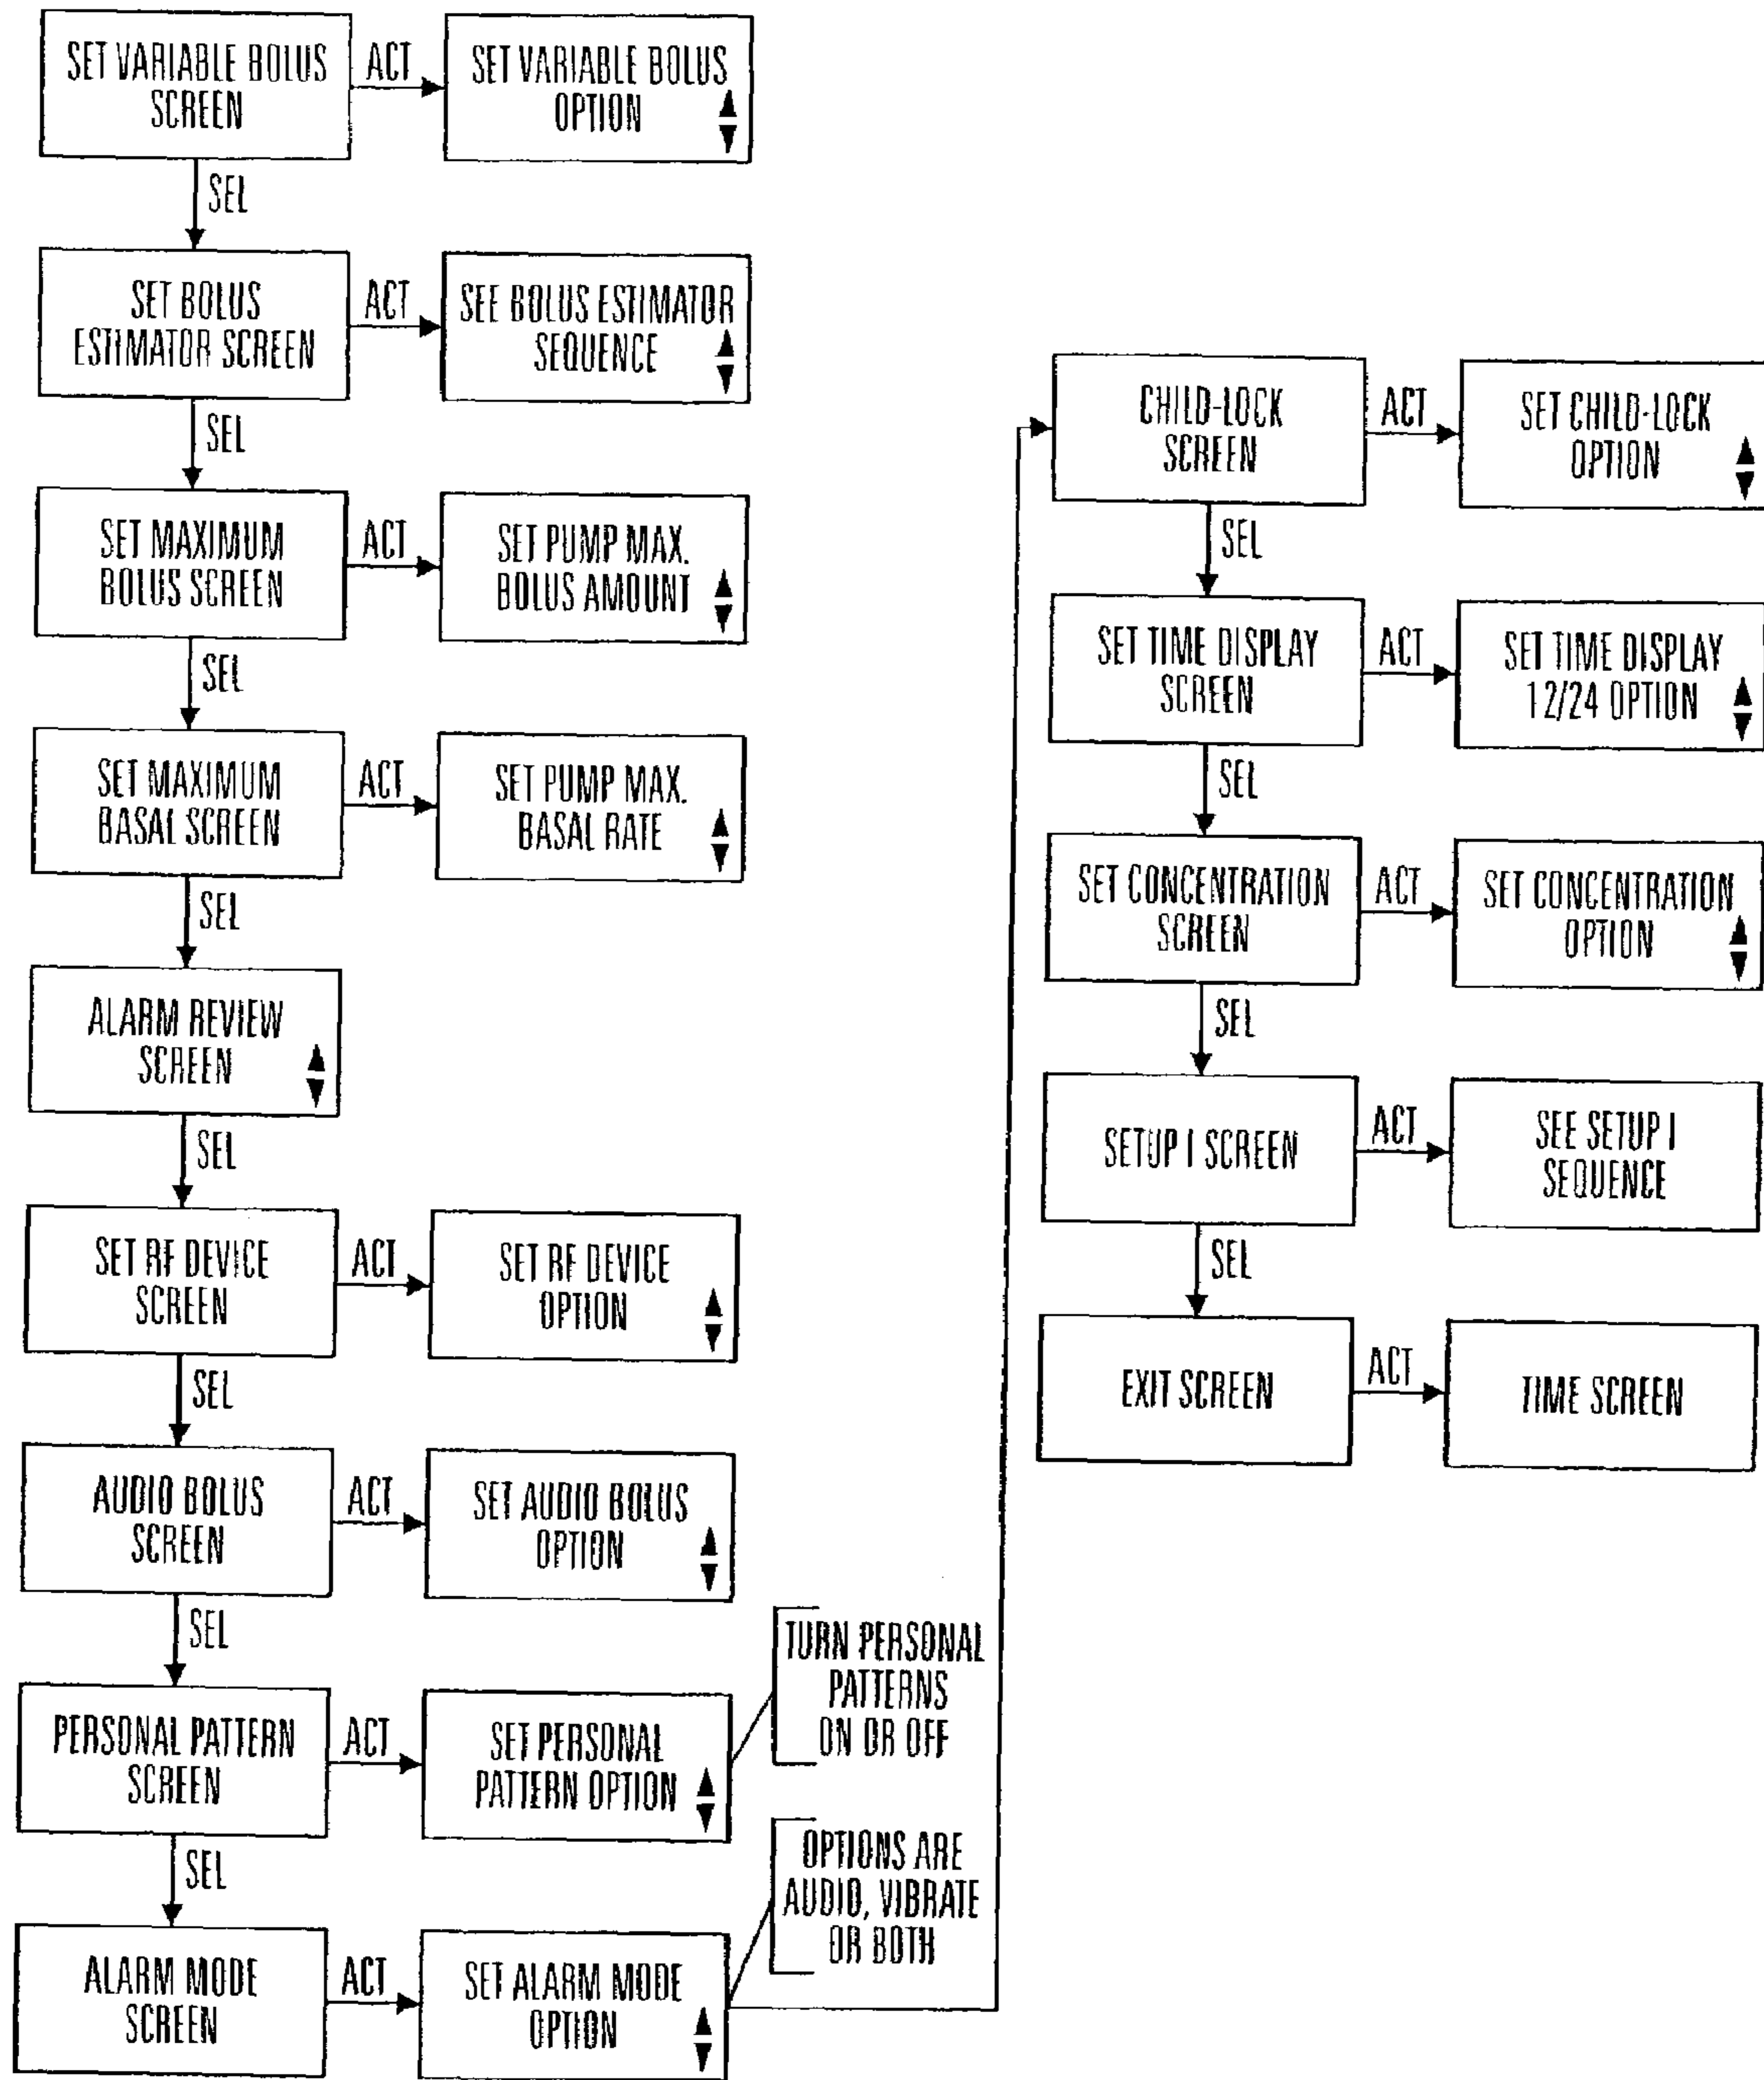 SET VARIABLE BOLUS
SCREEN
ACT
SET VARIABLE BOLUS
OPTION
SEL
SET BOLUS
ESTIMATOR SCREEN
ACT
SEE BOLUS ESTIMATOR
SEQUENCE
SEL
SET MAXIMUM
BOLUS SCREEN
ACT
SET PUMP MAX.
BOLUS AMOUNT
SEL
SET MAXIMUM
BASAL SCREEN
ACT
SET PUMP MAX.
BASAL RATE
SEL
ALARM REVIEW
SCREEN
SEL
SET RF DEVICE
SCREEN
ACT
SET RF DEVICE
OPTION
SEL
AUDIO BOLUS
SCREEN
ACT
SET AUDIO BOLUS
OPTION
SEL
PERSONAL PATTERN
SCREEN
ACT
SET PERSONAL
PATTERN OPTION
TURN PERSONAL
PATTERNS
ON OR OFF
SEL
ALARM MODE
SCREEN
ACT
SET ALARM MODE
OPTION
OPTIONS ARE
AUDIO, VIBRATE
OR BOTH
CHILD-LOCK
SCREEN
ACT
SET CHILD-LOCK
OPTION
SEL
SET TIME DISPLAY
SCREEN
ACT
SET TIME DISPLAY
12/24 OPTION
SEL
SET CONCENTRATION
SCREEN
ACT
SET CONCENTRATION
OPTION
SEL
SETUP I SCREEN
ACT
SEE SETUP I
SEQUENCE
SEL
EXIT SCREEN
ACT
TIME SCREEN